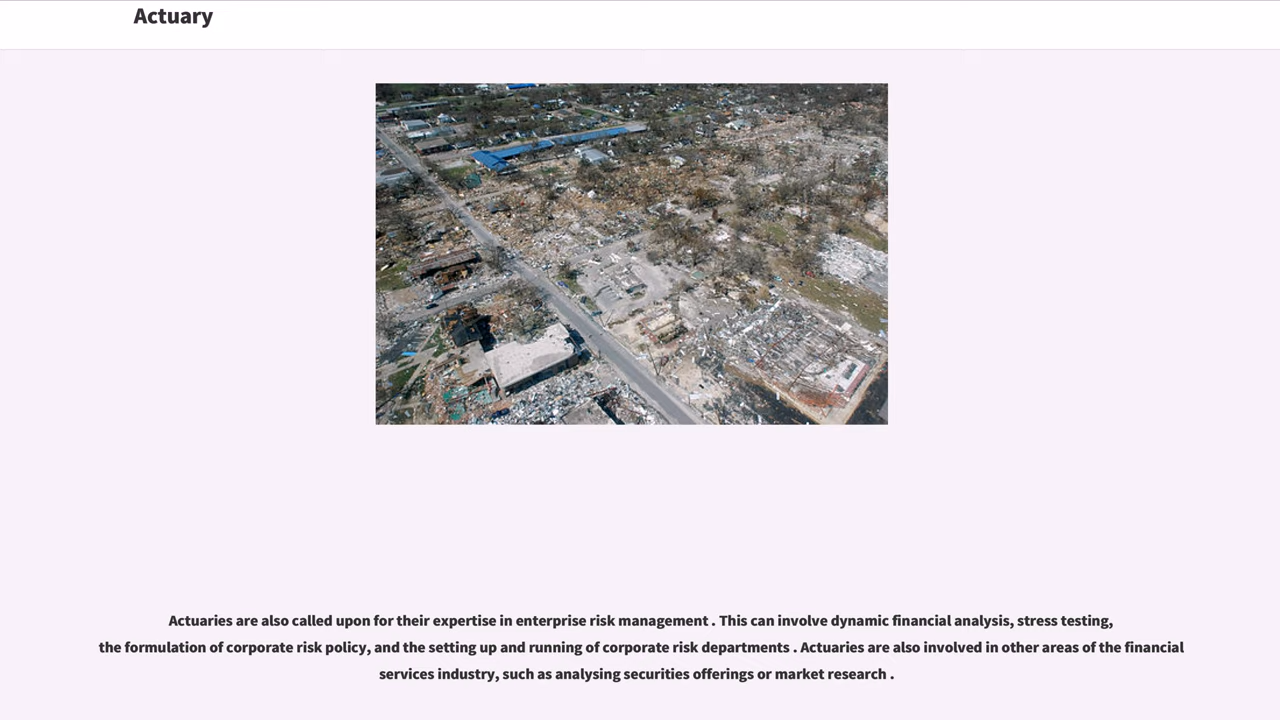 Actuary
Actuaries are also called upon for their expertise in enterprise risk management . This can involve dynamic financial analysis, stress testing,
the formulation of corporate risk policy, and the setting up and running of corporate risk departments . Actuaries are also involved in other areas of the financial
services industry, such as analysing securities offerings or market research .